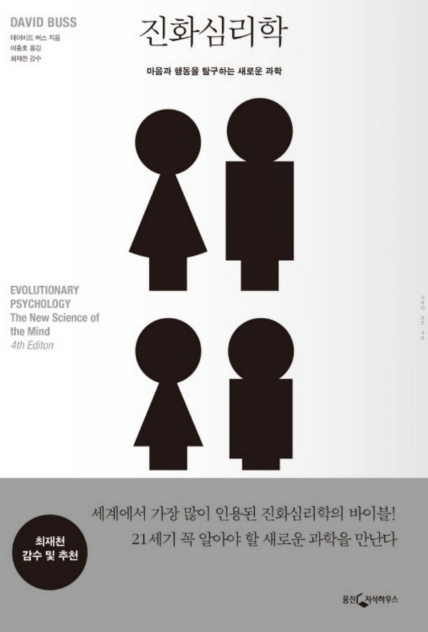 DAVID BUSS
데이비드 버스 지음
이충호 옮김
최재천 감수
진화심리학
마음과 행동을 탐구하는 새로운 과학
EVOLUTIONARY
PSYCHOLOGY
The New Science of
the Mind
4th Editon
세계에서 가장 많이 인용된 진화심리학의 바이블!
21세기 꼭 알아야 할 새로운 과학을 만난다
최재천
감수 및 추천
웅진 지식하우스